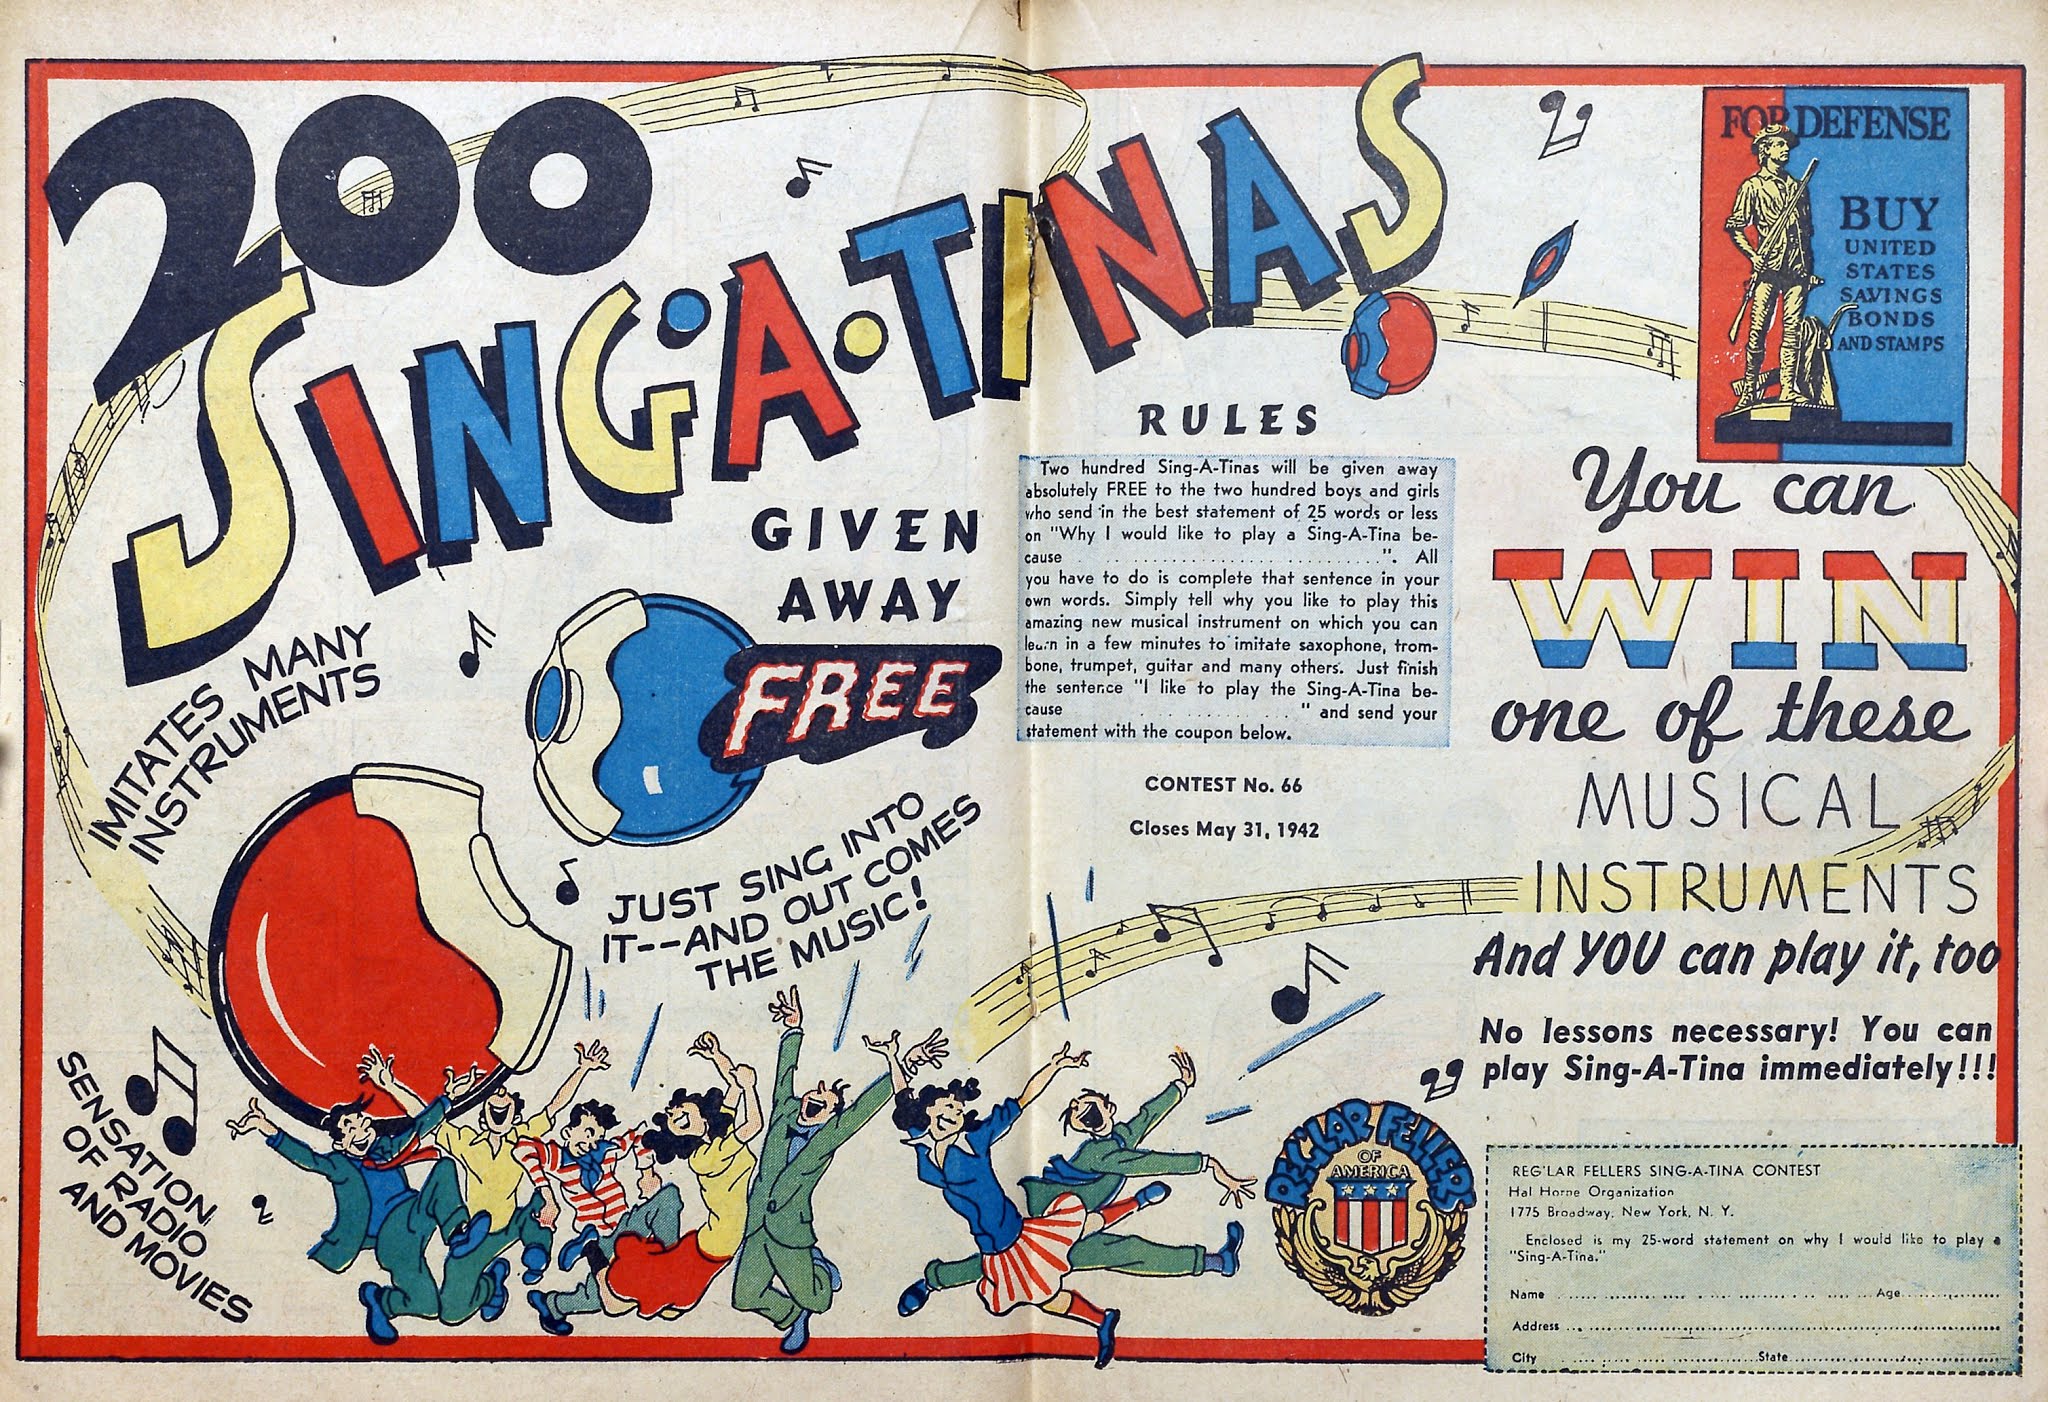 200
SING·A·TINAS
GIVEN
AWAY
FREE
IMITATES MANY
INSTRUMENTS
JUST SING INTO
IT--AND OUT COMES
THE MUSIC!
SENSATION
OF RADIO
AND MOVIES
RULES
Two hundred Sing-A-Tinas will be given away
absolutely FREE to the two hundred boys and girls
who send in the best statement of 25 words or less
on "Why I would like to play a Sing-A-Tina be-
cause . . . . . . . . . . . . . . . . . . . . . . . . . . . . ". All
you have to do is complete that sentence in your
own words. Simply tell why you like to play this
amazing new musical instrument on which you can
learn in a few minutes to imitate saxophone, trom-
bone, trumpet, guitar and many others. Just finish
the sentence "I like to play the Sing-A-Tina be-
cause . . . . . . . . . . . . . . . . . " and send your
statement with the coupon below.
CONTEST No. 66
Closes May 31, 1942
FOR DEFENSE
BUY
UNITED
STATES
SAVINGS
BONDS
AND STAMPS
You can
WIN
one of these
MUSICAL
INSTRUMENTS
And YOU can play it, too
No lessons necessary! You can
play Sing-A-Tina immediately!!!
REG'LAR FELLERS
OF
AMERICA
REG'LAR FELLERS SING-A-TINA CONTEST
Hal Horne Organization
1775 Broadway, New York, N. Y.
Enclosed is my 25-word statement on why I would like to play a
"Sing-A-Tina."
Name ........................................ Age....................
Address ............................................................
City .............................. State..............................